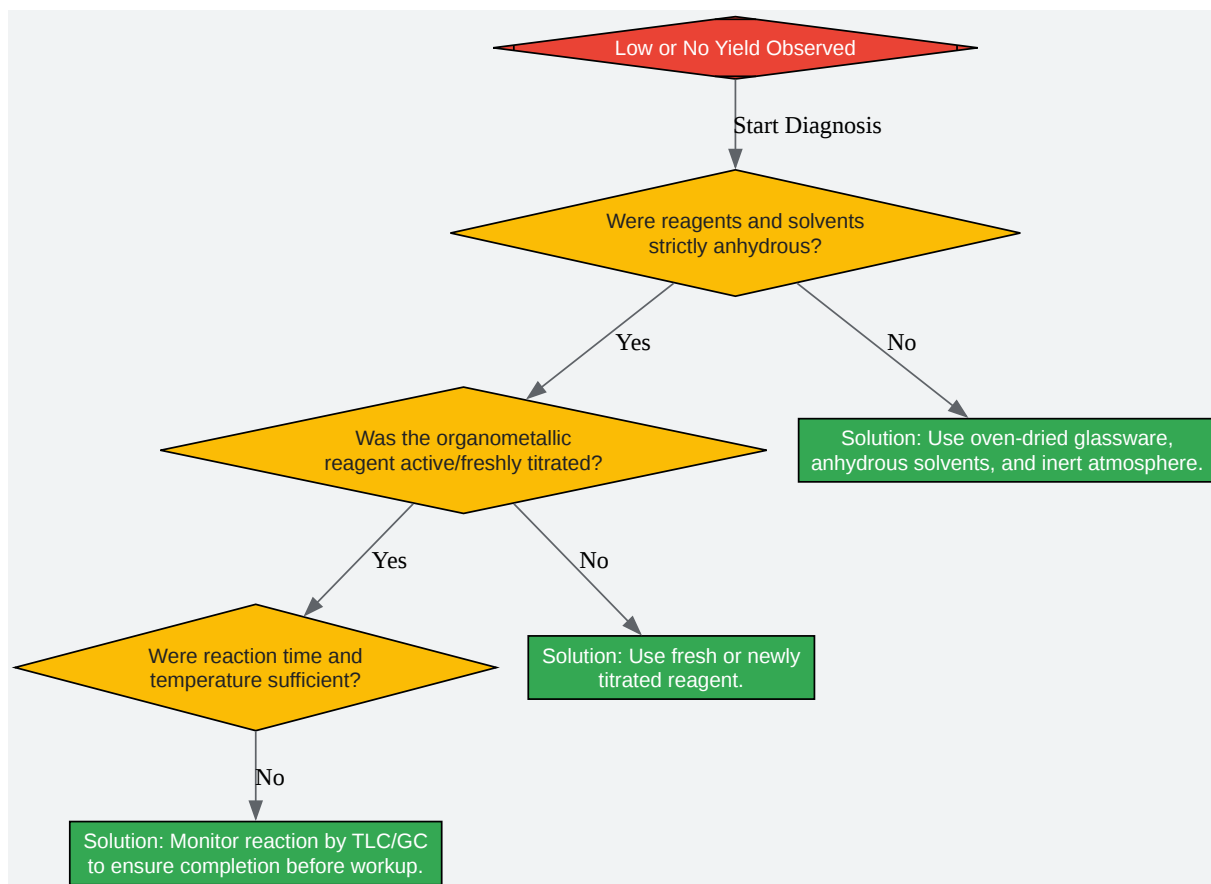 Low or No Yield Observed
Start Diagnosis
Were reagents and solvents
strictly anhydrous?
Yes
No
Was the organometallic
reagent active/freshly titrated?
Solution: Use oven-dried glassware,
anhydrous solvents, and inert atmosphere.
Yes
No
Were reaction time and
temperature sufficient?
Solution: Use fresh or newly
titrated reagent.
No
Solution: Monitor reaction by TLC/GC
to ensure completion before workup.